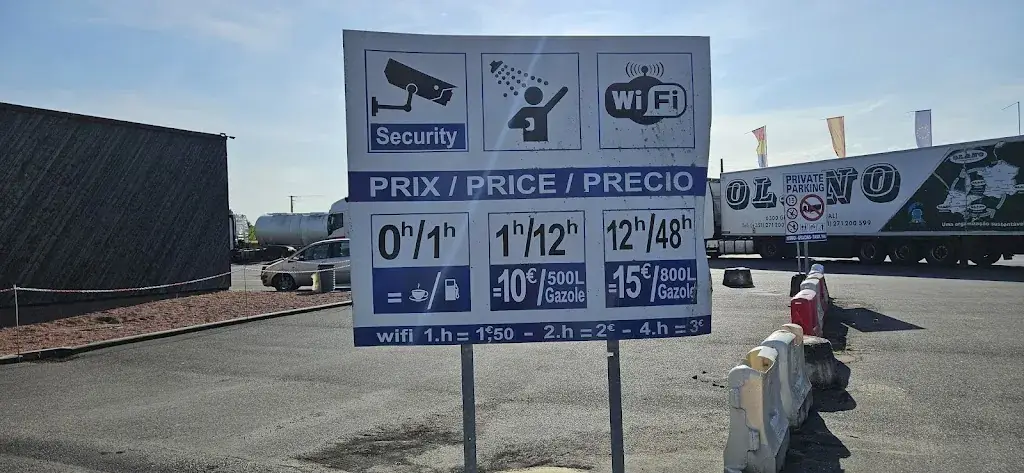 Security
WiFi
PRIX / PRICE / PRECIO
0h/1h
1h/12h
=10€/500L
Gazole
12h/48h
=15€/800L
Gazole
wifi 1.h = 1€50 - 2.h = 2€ - 4.h = 3€
PRIVATE
PARKING
OLANO